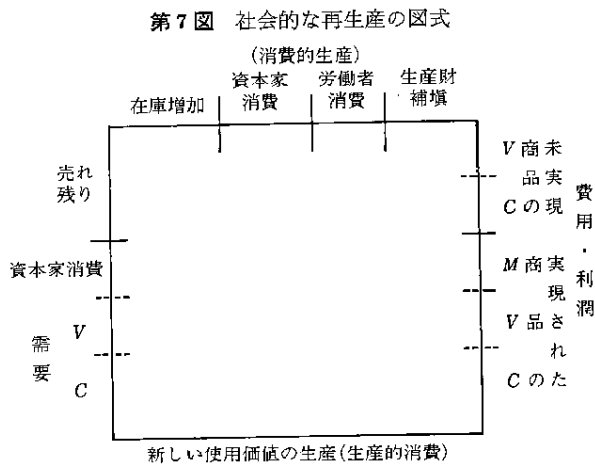 第7図 社会的な再生産の図式
(消費的生産)
在庫増加
資本家
消費
労働者
消費
生産財
補塡
売れ
残り
資本家消費
需要
V
C
未実現の商品
V
C
実現された商品の
M
V
C
費用・利潤
新しい使用価値の生産(生産的消費)